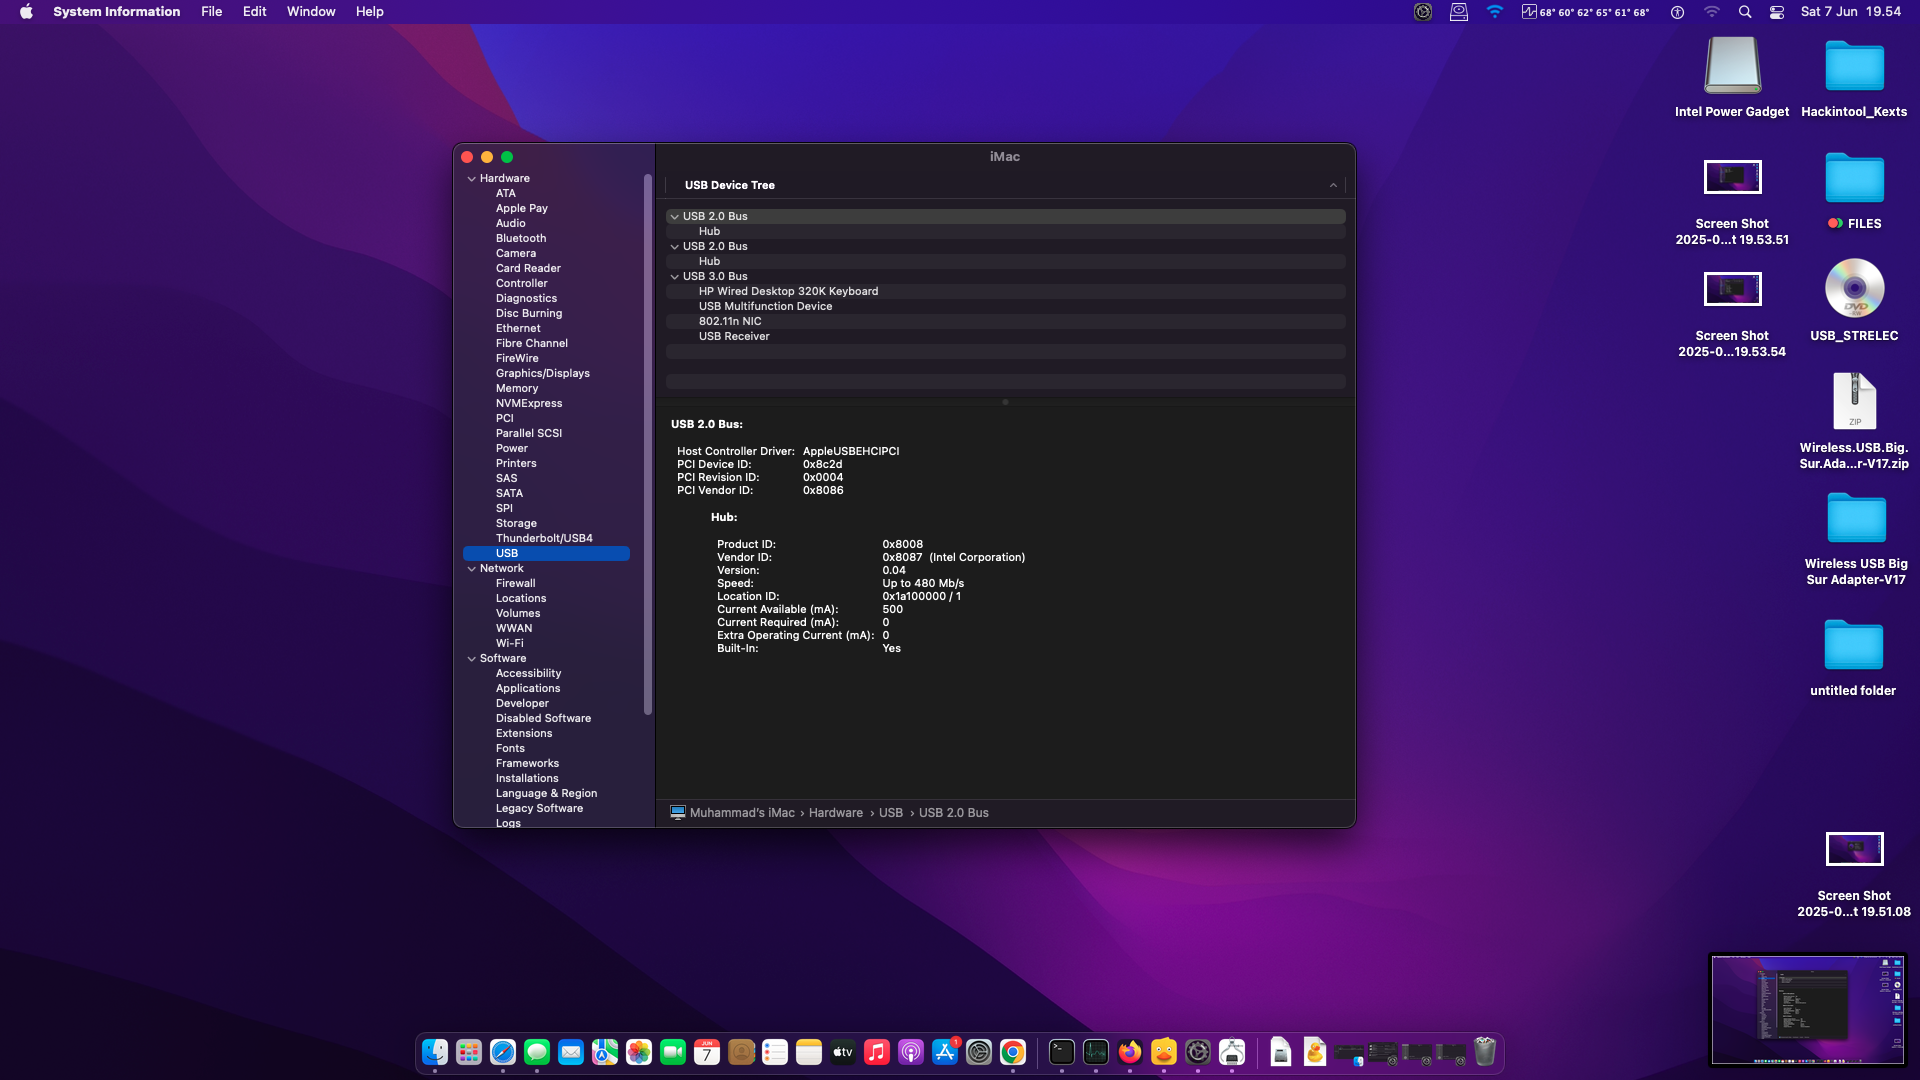 System Information File Edit Window Help 68° 60° 62° 65° 61° 68° Sat 7 Jun 19.54
Intel Power Gadget
Hackintool_Kexts
Screen Shot
2025-0...t 19.53.51
FILES
Screen Shot
2025-0...19.53.54
USB_STRELEC
ZIP
Wireless.USB.Big.
Sur.Ada...r-V17.zip
Wireless USB Big
Sur Adapter-V17
untitled folder
Screen Shot
2025-0...t 19.51.08
iMac
Hardware
ATA
Apple Pay
Audio
Bluetooth
Camera
Card Reader
Controller
Diagnostics
Disc Burning
Ethernet
Fibre Channel
FireWire
Graphics/Displays
Memory
NVMExpress
PCI
Parallel SCSI
Power
Printers
SAS
SATA
SPI
Storage
Thunderbolt/USB4
USB
Network
Firewall
Locations
Volumes
WWAN
Wi-Fi
Software
Accessibility
Applications
Developer
Disabled Software
Extensions
Fonts
Frameworks
Installations
Language & Region
Legacy Software
Logs
USB Device Tree
USB 2.0 Bus
Hub
USB 2.0 Bus
Hub
USB 3.0 Bus
HP Wired Desktop 320K Keyboard
USB Multifunction Device
802.11n NIC
USB Receiver
USB 2.0 Bus:
Host Controller Driver: AppleUSBEHCIPCI
PCI Device ID: 0x8c2d
PCI Revision ID: 0x0004
PCI Vendor ID: 0x8086
Hub:
Product ID: 0x8008
Vendor ID: 0x8087 (Intel Corporation)
Version: 0.04
Speed: Up to 480 Mb/s
Location ID: 0x1a100000 / 1
Current Available (mA): 500
Current Required (mA): 0
Extra Operating Current (mA): 0
Built-In: Yes
Muhammad's iMac › Hardware › USB › USB 2.0 Bus
JUN
7
tv
1